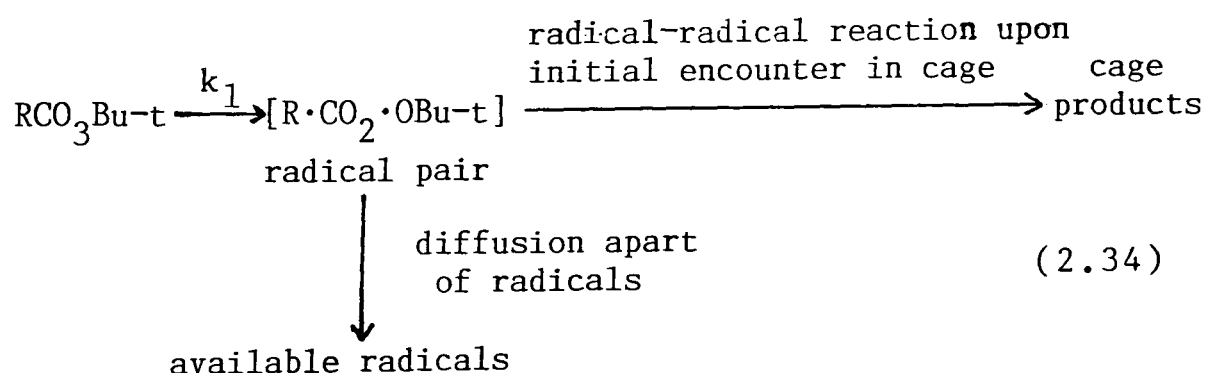 radical-radical reaction upon
initial encounter in cage
cage
products
RCO₃Bu-t k₁ → [R·CO₂·OBu-t] →
radical pair
diffusion apart
of radicals
(2.34)
available radicals